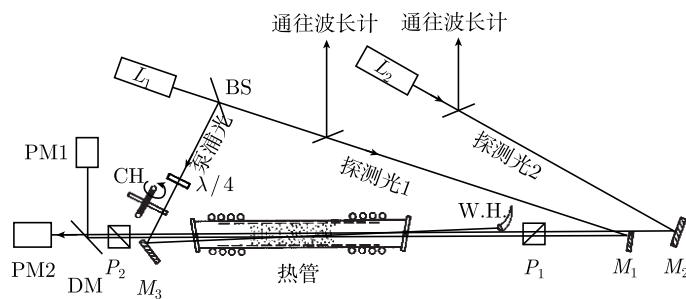 通往波长计
通往波长计
L₁
BS
L₂
泵浦光
PM1
CH
λ/4
探测光1
探测光2
W.H.
PM2
DM
P₂
M₃
热管
P₁
M₁
M₂